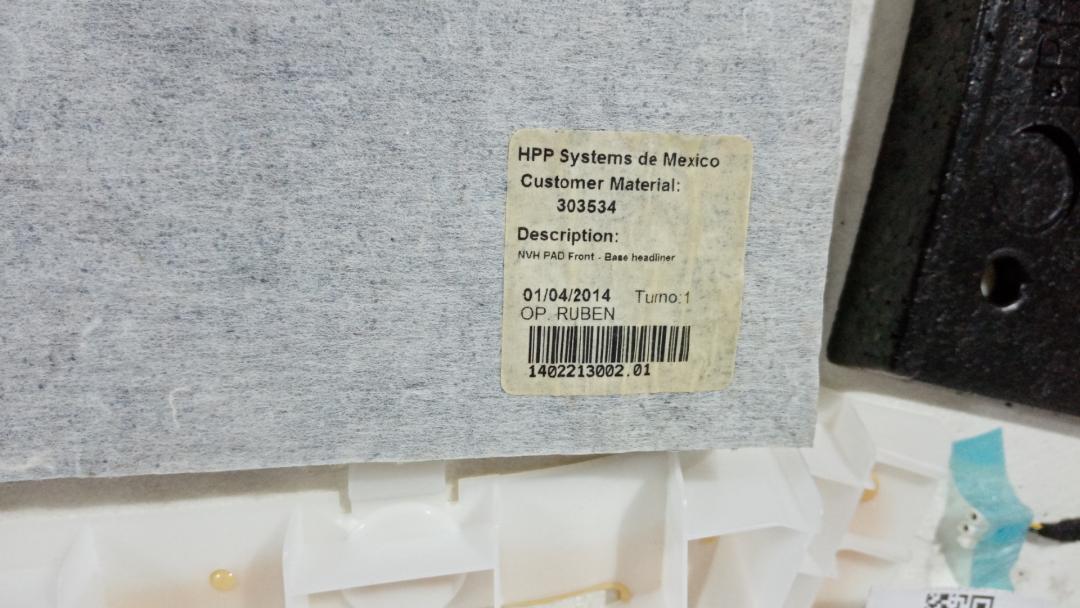 HPP Systems de Mexico
Customer Material:
303534
Description:
NVH PAD Front - Base headliner
01/04/2014 Turno:1
OP. RUBEN
1402213002.01